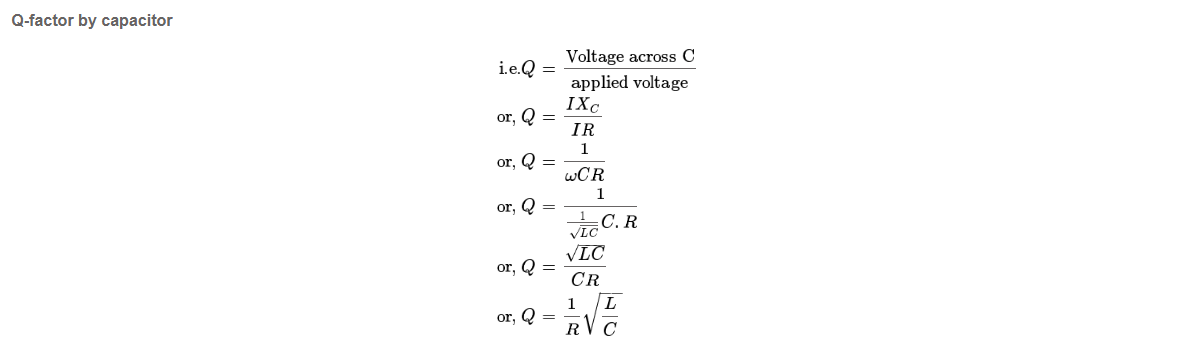 Q-factor by capacitor
i.e.Q = Voltage across C / applied voltage
or, Q = IX_C / IR
or, Q = 1 / ωCR
or, Q = 1 / (1/√LC C. R)
or, Q = √LC / CR
or, Q = 1/R √(L/C)